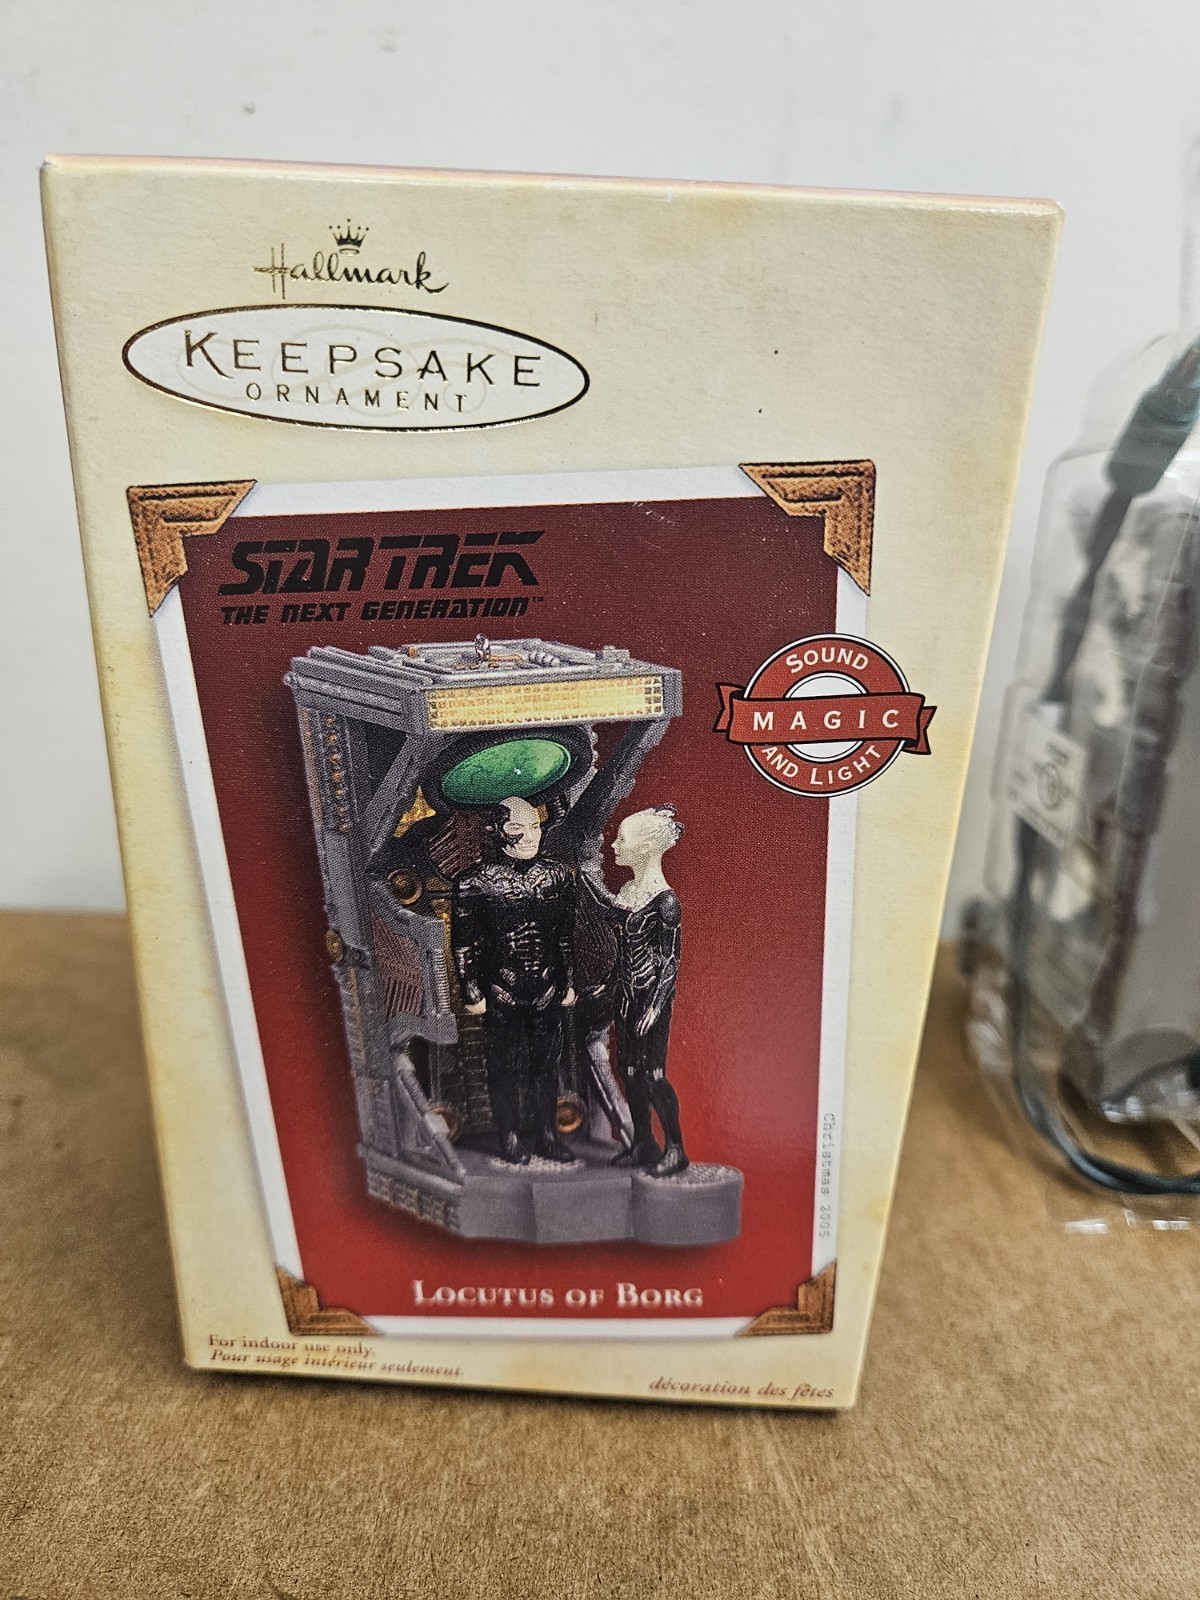 Hallmark
KEEPSAKE
ORNAMENT
STAR TREK
THE NEXT GENERATION™
SOUND
MAGIC
AND LIGHT
Christmas 2005
LOCUTUS OF BORG
For indoor use only.
Pour usage intérieur seulement.
décoration des fêtes